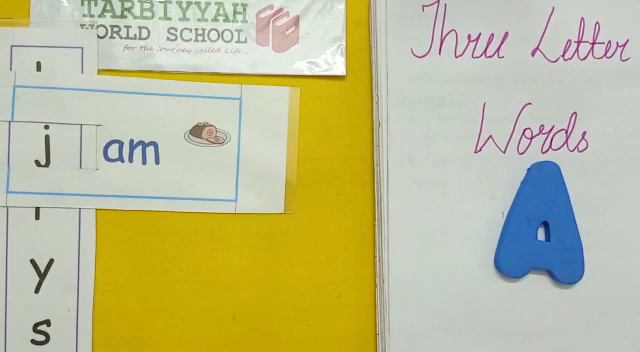 TARBIYYAH
WORLD SCHOOL
for the journey called Life...
j am
y
s
Three Letter
Words
A